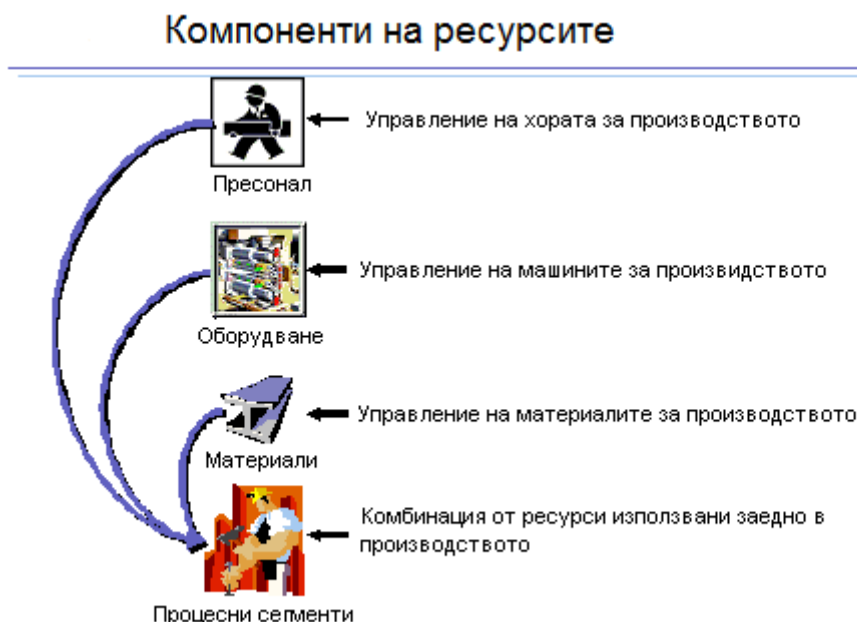 Компоненти на ресурсите
Управление на хората за производството
Пресонал
Управление на машините за произвидството
Оборудване
Управление на материалите за производството
Материали
Комбинация от ресурси използвани заедно в
производството
Процесни сегменти